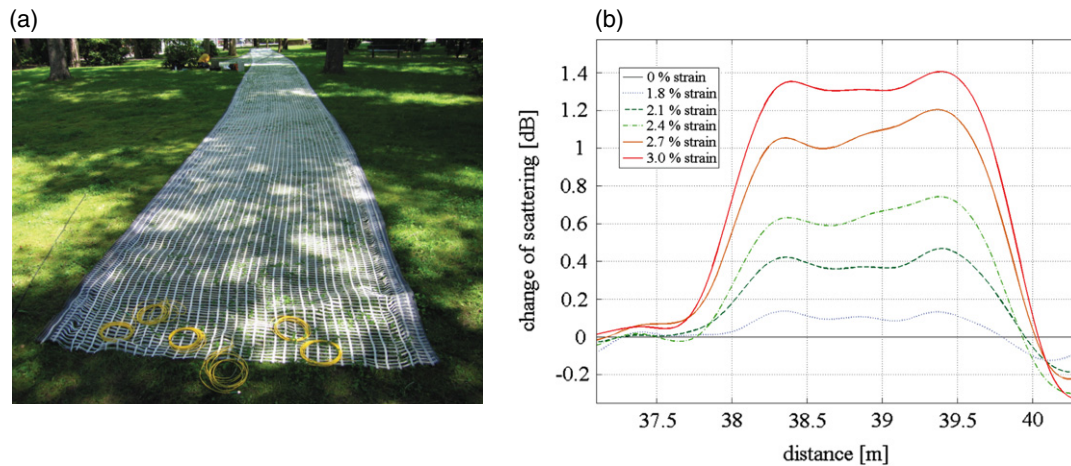 (a)
(b)
change of scattering [dB]
1.4
1.2
1
0.8
0.6
0.4
0.2
0
-0.2
0 % strain
1.8 % strain
2.1 % strain
2.4 % strain
2.7 % strain
3.0 % strain
37.5
38
38.5
39
39.5
40
distance [m]